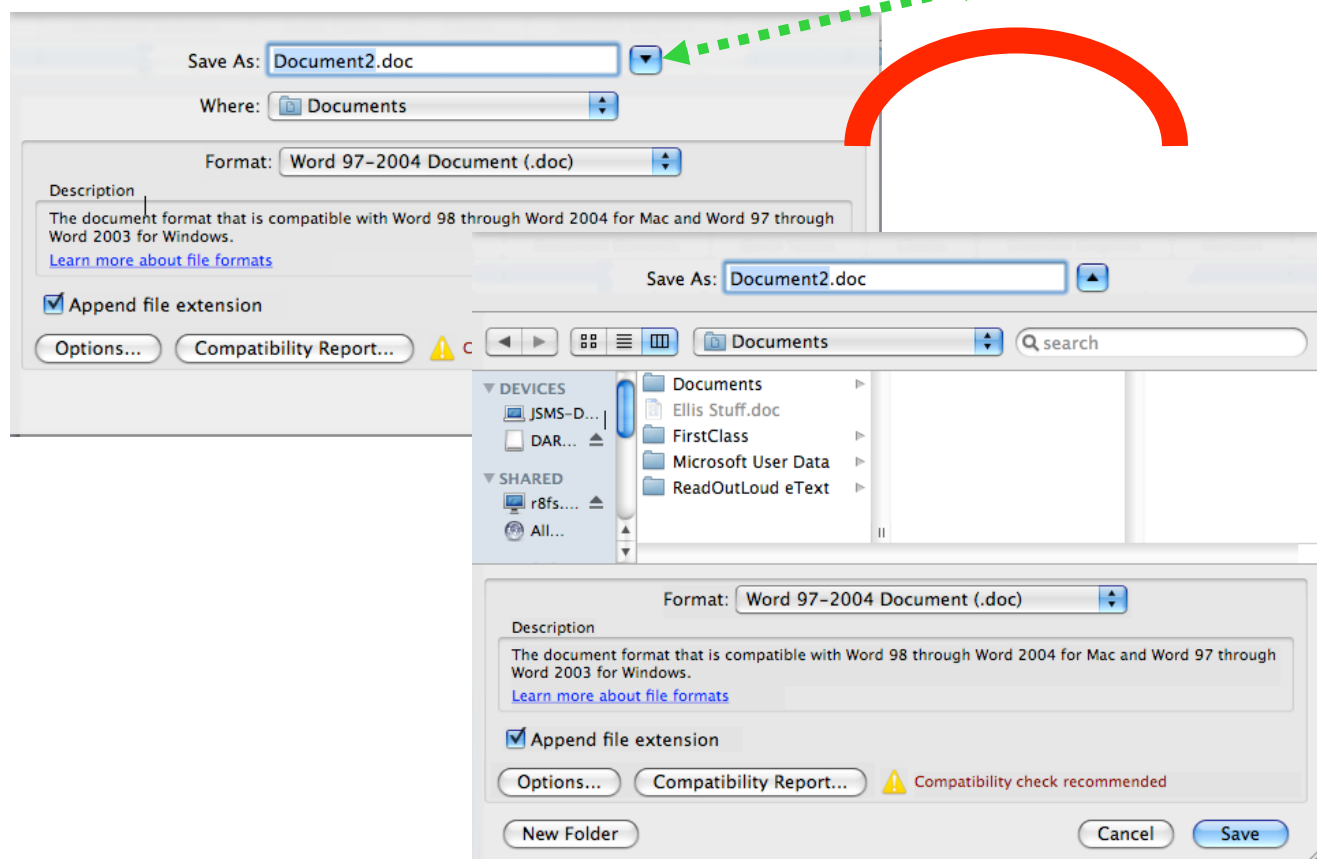 Save As: Document2.doc
Where: Documents
Format: Word 97-2004 Document (.doc)
Description
The document format that is compatible with Word 98 through Word 2004 for Mac and Word 97 through
Word 2003 for Windows.
Learn more about file formats
Append file extension
Options... Compatibility Report... C
Save As: Document2.doc
Documents search
DEVICES
JSMS-D...
DAR...
SHARED
r8fs....
All...
Documents
Ellis Stuff.doc
FirstClass
Microsoft User Data
ReadOutLoud eText
Format: Word 97-2004 Document (.doc)
Description
The document format that is compatible with Word 98 through Word 2004 for Mac and Word 97 through
Word 2003 for Windows.
Learn more about file formats
Append file extension
Options... Compatibility Report... Compatibility check recommended
New Folder Cancel Save